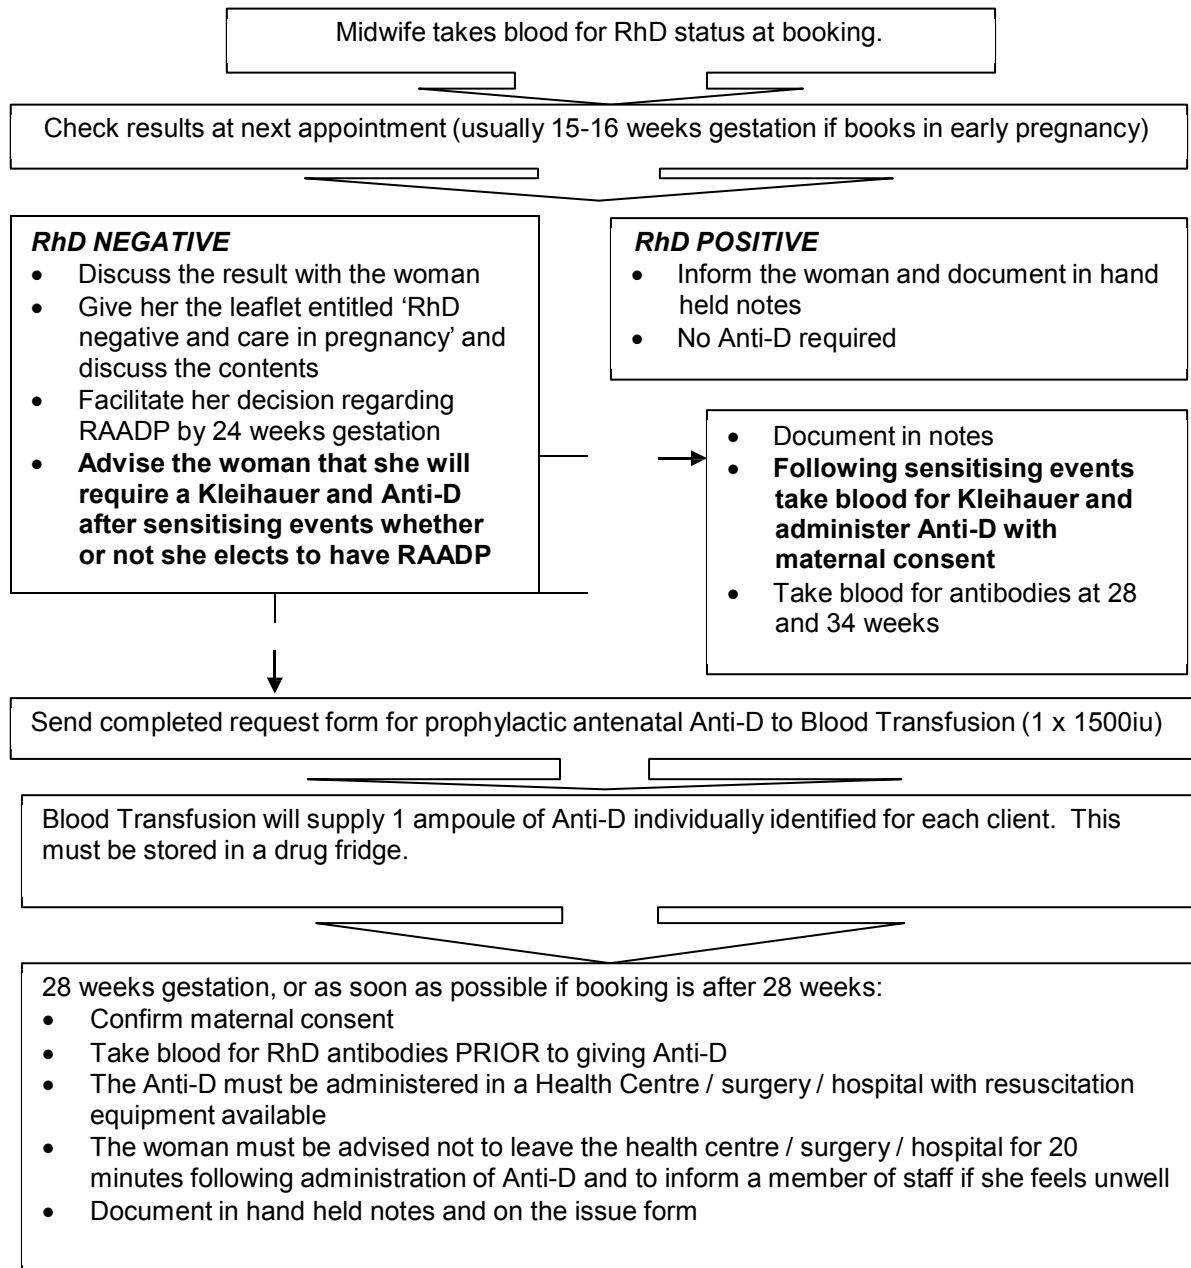 Midwife takes blood for RhD status at booking.
Check results at next appointment (usually 15-16 weeks gestation if books in early pregnancy)
RhD NEGATIVE
• Discuss the result with the woman
• Give her the leaflet entitled ‘RhD
negative and care in pregnancy’ and
discuss the contents
• Facilitate her decision regarding
RAADP by 24 weeks gestation
• Advise the woman that she will
require a Kleihauer and Anti-D
after sensitising events whether
or not she elects to have RAADP
RhD POSITIVE
• Inform the woman and document in hand
held notes
• No Anti-D required
• Document in notes
• Following sensitising events
take blood for Kleihauer and
administer Anti-D with
maternal consent
• Take blood for antibodies at 28
and 34 weeks
Send completed request form for prophylactic antenatal Anti-D to Blood Transfusion (1 x 1500iu)
Blood Transfusion will supply 1 ampoule of Anti-D individually identified for each client.  This
must be stored in a drug fridge.
28 weeks gestation, or as soon as possible if booking is after 28 weeks:
• Confirm maternal consent
• Take blood for RhD antibodies PRIOR to giving Anti-D
• The Anti-D must be administered in a Health Centre / surgery / hospital with resuscitation
equipment available
• The woman must be advised not to leave the health centre / surgery / hospital for 20
minutes following administration of Anti-D and to inform a member of staff if she feels unwell
• Document in hand held notes and on the issue form